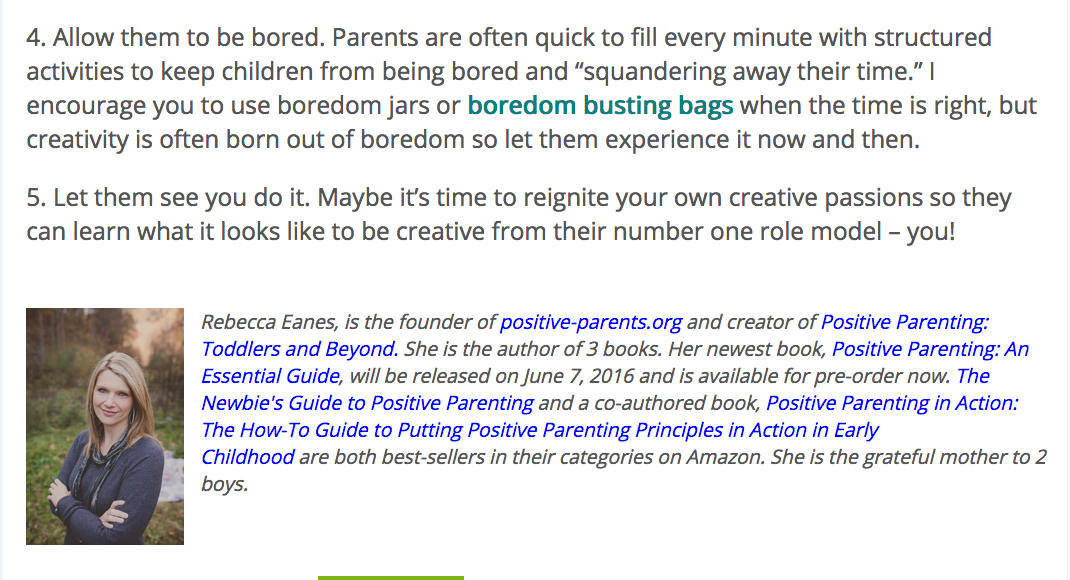 4. Allow them to be bored. Parents are often quick to fill every minute with structured
activities to keep children from being bored and “squandering away their time.” I
encourage you to use boredom jars or boredom busting bags when the time is right, but
creativity is often born out of boredom so let them experience it now and then.
5. Let them see you do it. Maybe it’s time to reignite your own creative passions so they
can learn what it looks like to be creative from their number one role model – you!
Rebecca Eanes, is the founder of positive-parents.org and creator of Positive Parenting:
Toddlers and Beyond. She is the author of 3 books. Her newest book, Positive Parenting: An
Essential Guide, will be released on June 7, 2016 and is available for pre-order now. The
Newbie's Guide to Positive Parenting and a co-authored book, Positive Parenting in Action:
The How-To Guide to Putting Positive Parenting Principles in Action in Early
Childhood are both best-sellers in their categories on Amazon. She is the grateful mother to 2
boys.